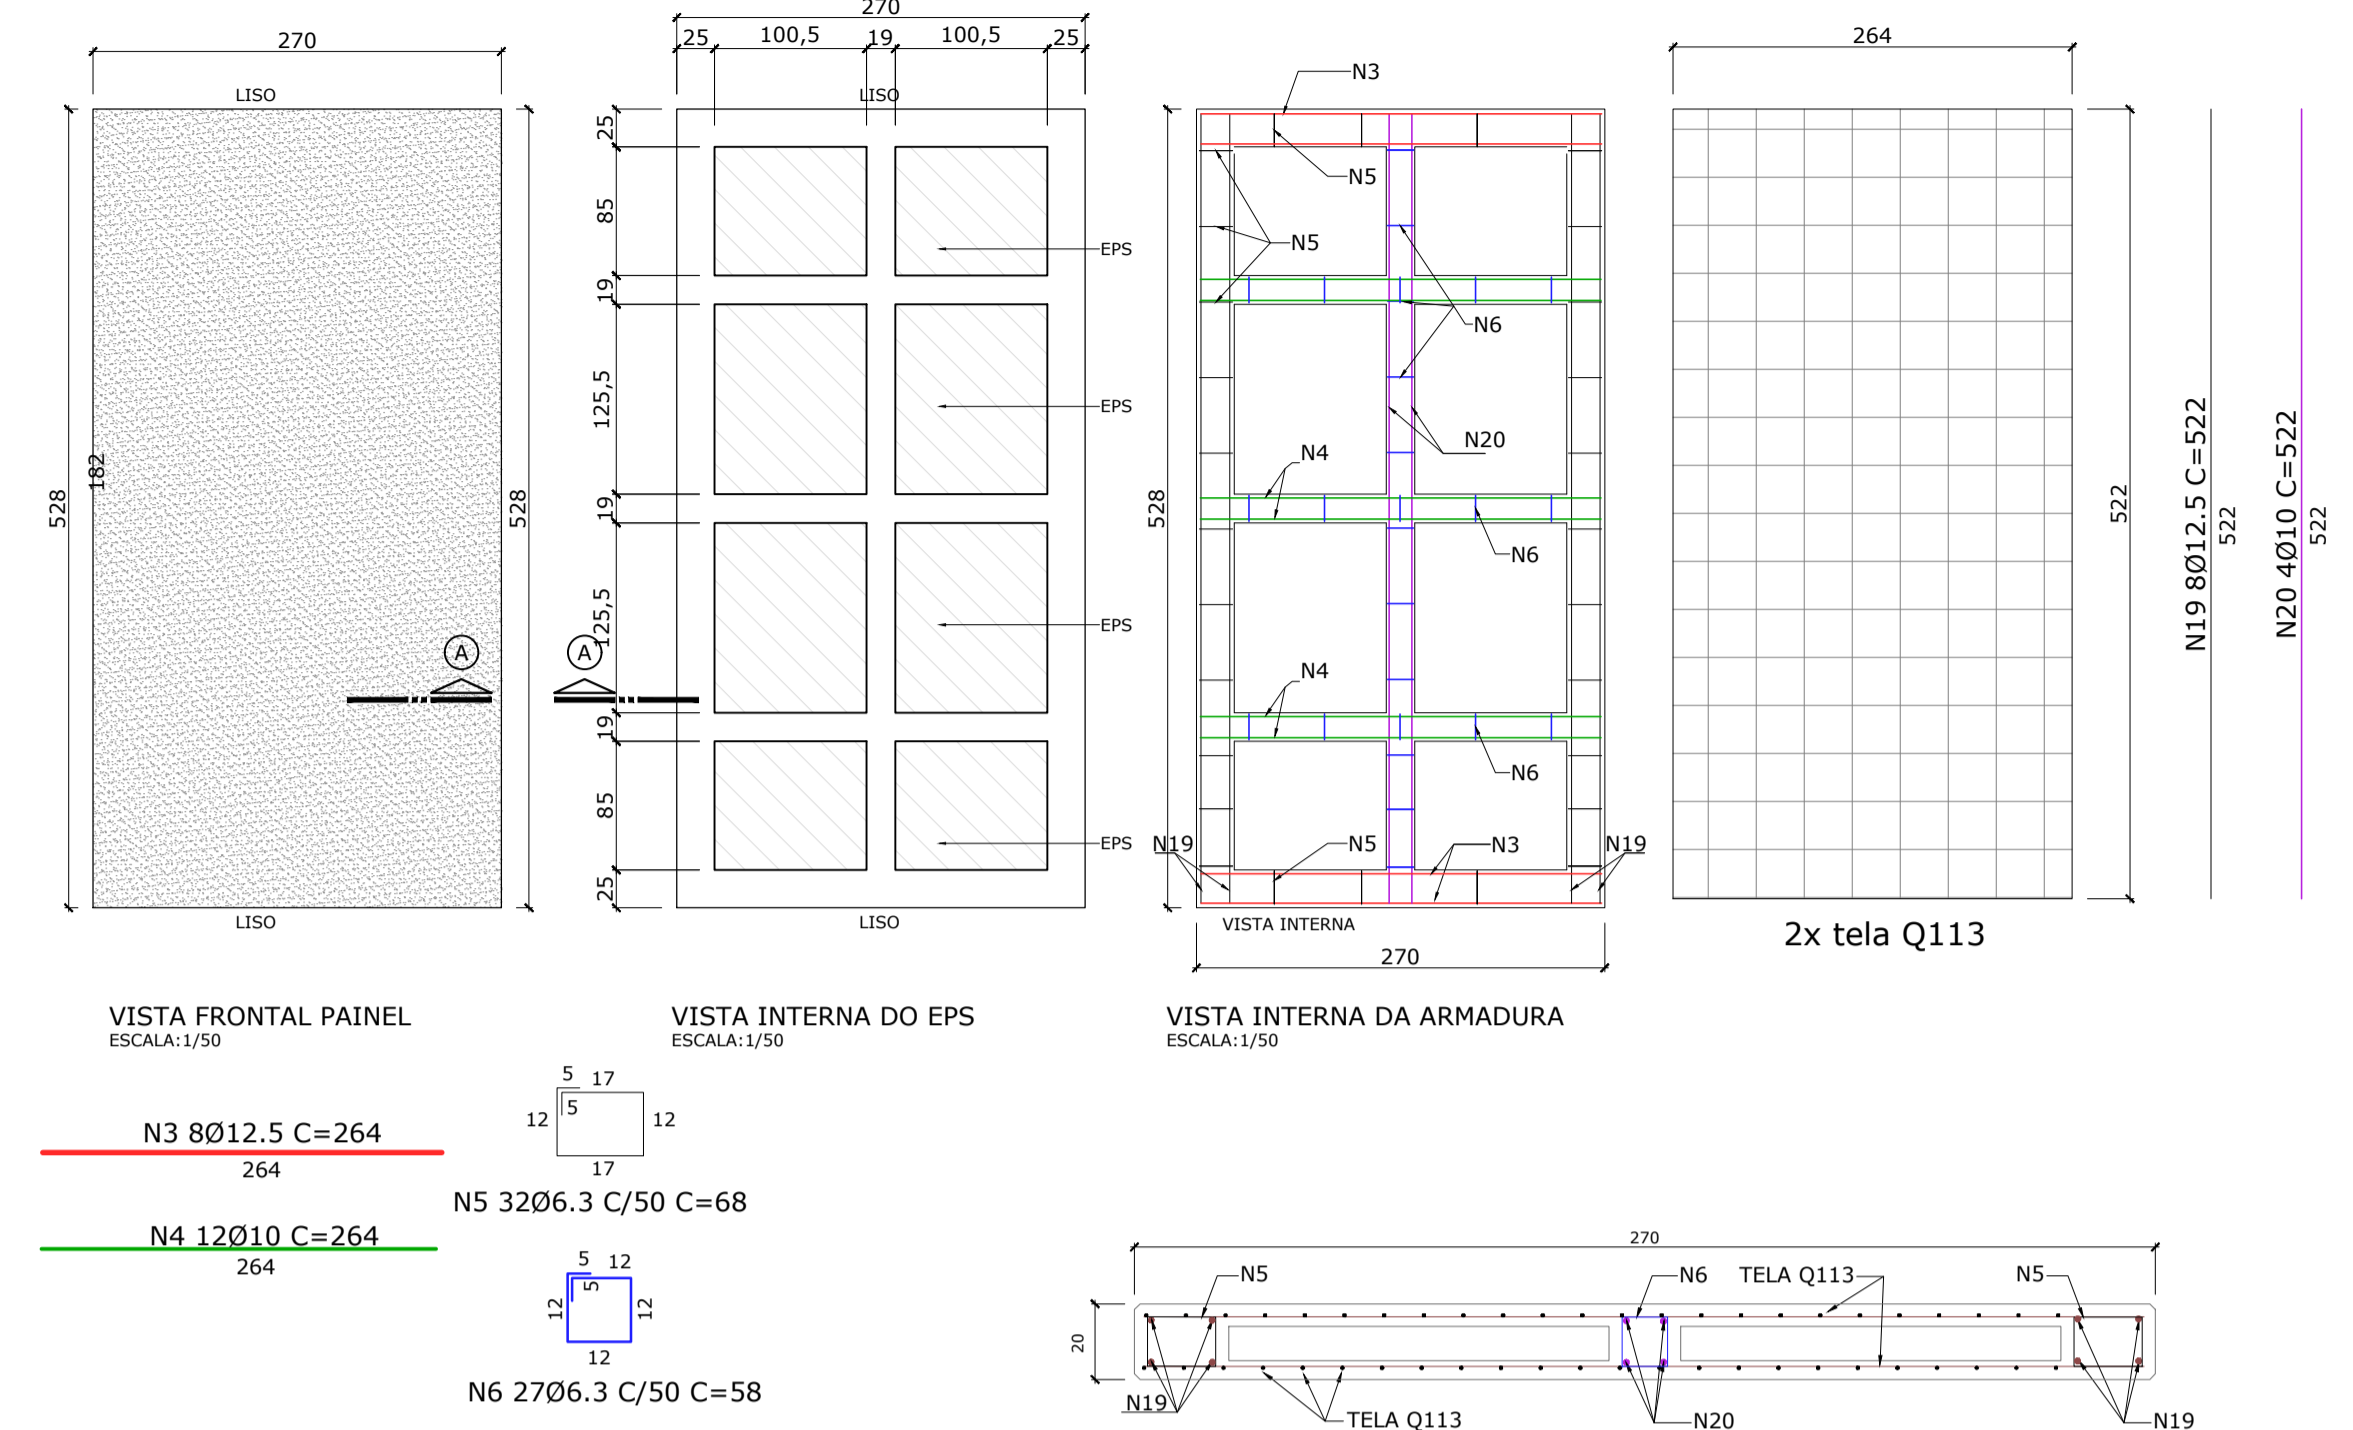 270
LISO
528
182
528
A
LISO
VISTA FRONTAL PAINEL
ESCALA:1/50
270
25
100,5
19
100,5
25
LISO
25
85
19
125,5
19
125,5
19
85
25
EPS
EPS
EPS
EPS
A
LISO
VISTA INTERNA DO EPS
ESCALA:1/50
N3
N5
N5
N6
N20
N4
N6
N4
N6
N5
N3
N19
N19
528
VISTA INTERNA
270
VISTA INTERNA DA ARMADURA
ESCALA:1/50
264
522
2x tela Q113
N19 8Ø12.5 C=522
522
N20 4Ø10 C=522
522
N3 8Ø12.5 C=264
264
N4 12Ø10 C=264
264
5
17
5
12
12
17
N5 32Ø6.3 C/50 C=68
5
12
5
12
12
12
N6 27Ø6.3 C/50 C=58
270
N5
N6
TELA Q113
N5
20
N19
TELA Q113
N20
N19